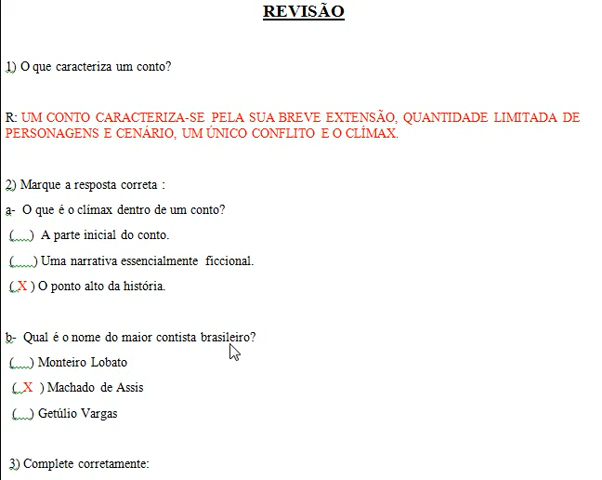 REVISÃO
1) O que caracteriza um conto?
R: UM CONTO CARACTERIZA-SE PELA SUA BREVE EXTENSÃO, QUANTIDADE LIMITADA DE
PERSONAGENS E CENÁRIO, UM ÚNICO CONFLITO E O CLÍMAX.
2) Marque a resposta correta :
a- O que é o clímax dentro de um conto?
(....) A parte inicial do conto.
(.....) Uma narrativa essencialmente ficcional.
( X ) O ponto alto da história.
b- Qual é o nome do maior contista brasileiro?
(....) Monteiro Lobato
( X ) Machado de Assis
(....) Getúlio Vargas
3) Complete corretamente: